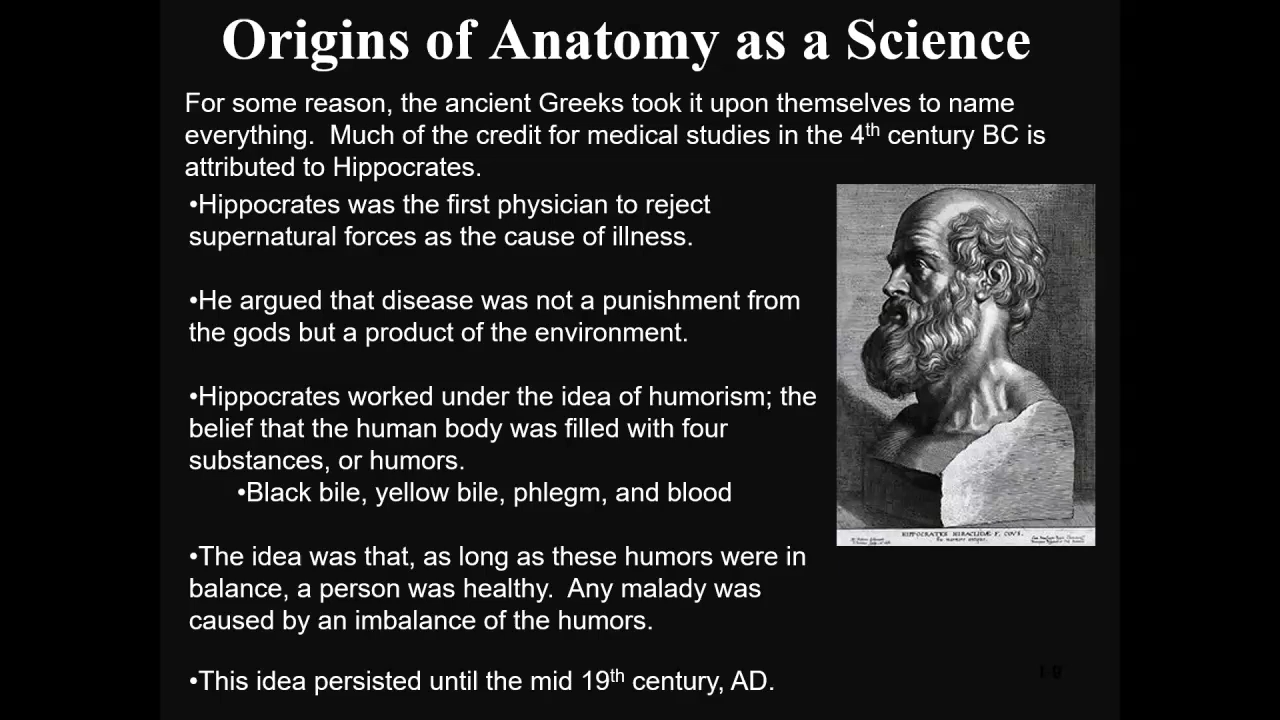 Origins of Anatomy as a Science
For some reason, the ancient Greeks took it upon themselves to name
everything.  Much of the credit for medical studies in the 4th century BC is
attributed to Hippocrates.
•Hippocrates was the first physician to reject
supernatural forces as the cause of illness.
•He argued that disease was not a punishment from
the gods but a product of the environment.
•Hippocrates worked under the idea of humorism; the
belief that the human body was filled with four
substances, or humors.
•Black bile, yellow bile, phlegm, and blood
•The idea was that, as long as these humors were in
balance, a person was healthy.  Any malady was
caused by an imbalance of the humors.
•This idea persisted until the mid 19th century, AD.
HIPPOCRATES HERACLIDÆ F. COVS.
19